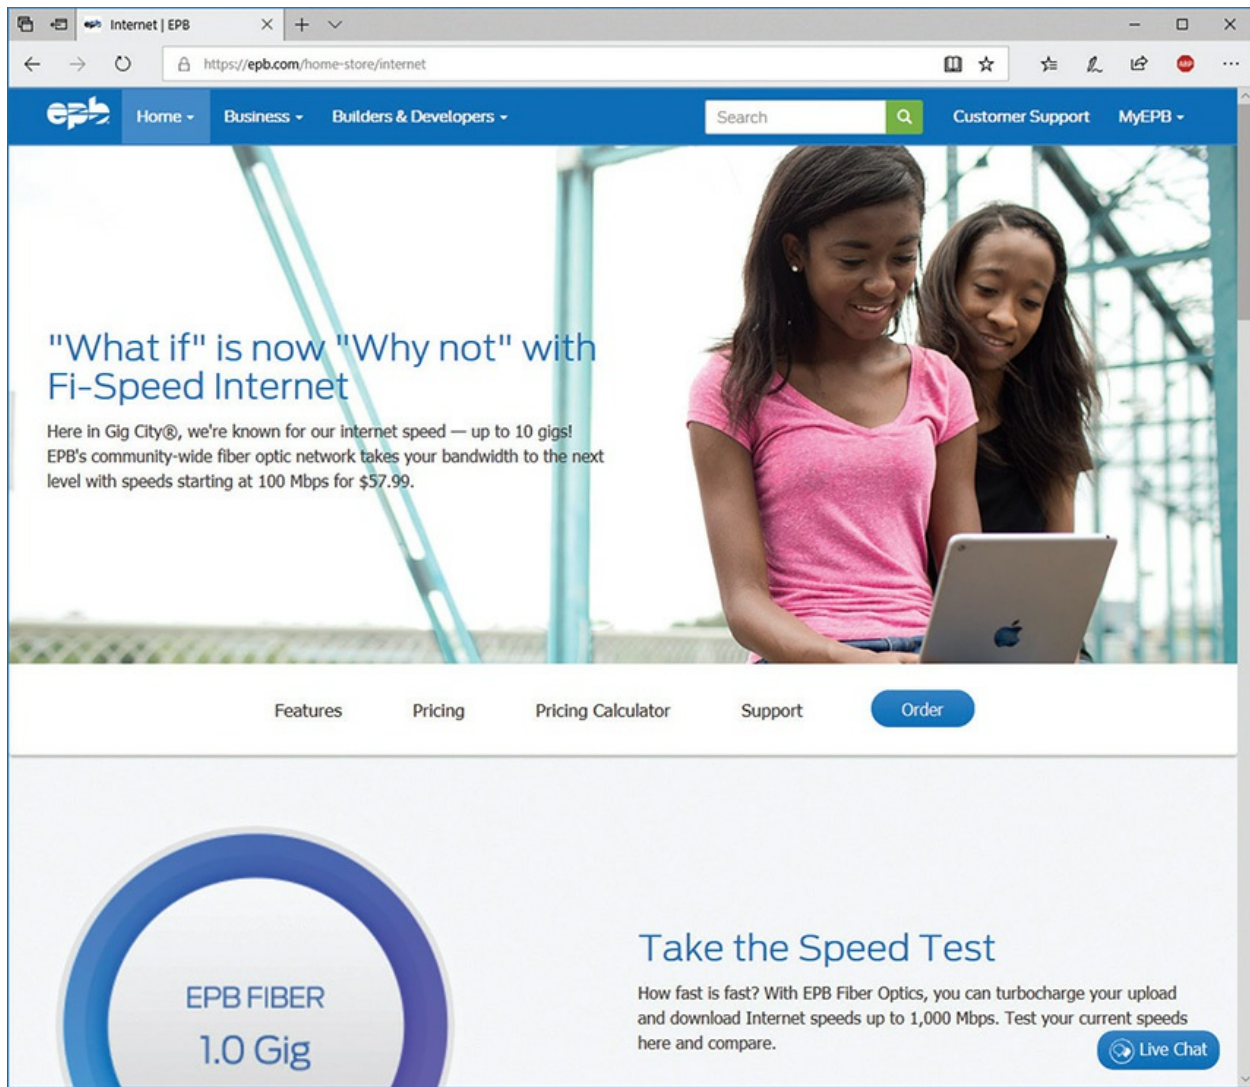 Internet | EPB
https://epb.com/home-store/internet
ABP
epb
Home
Business
Builders & Developers
Search
Customer Support
MyEPB
"What if" is now "Why not" with
Fi-Speed Internet
Here in Gig City®, we're known for our internet speed — up to 10 gigs!
EPB's community-wide fiber optic network takes your bandwidth to the next
level with speeds starting at 100 Mbps for $57.99.
Features
Pricing
Pricing Calculator
Support
Order
EPB FIBER
1.0 Gig
Take the Speed Test
How fast is fast? With EPB Fiber Optics, you can turbocharge your upload
and download Internet speeds up to 1,000 Mbps. Test your current speeds
here and compare.
Live Chat